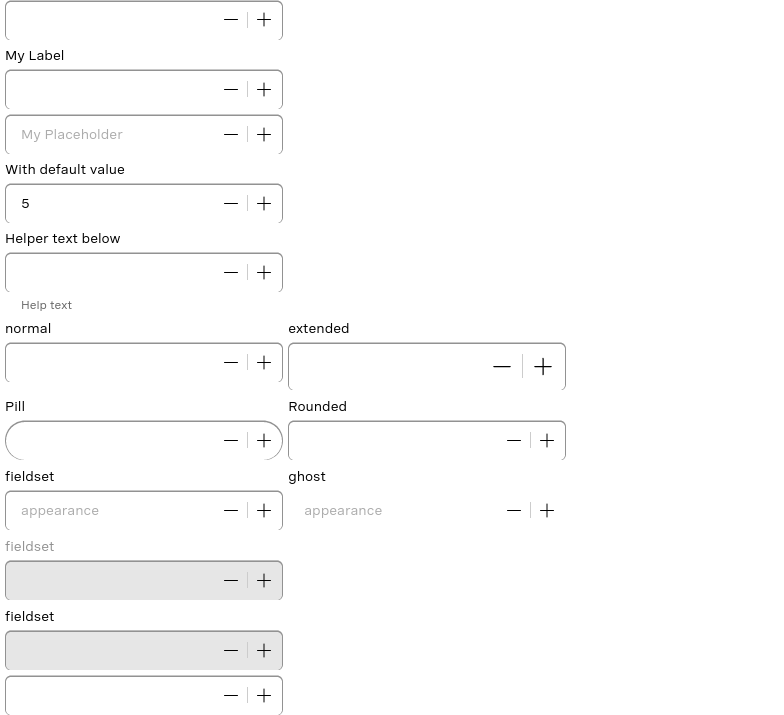 My Label
My Placeholder
With default value
5
Helper text below
Help text
normal
extended
Pill
Rounded
fieldset
ghost
appearance
appearance
fieldset
fieldset